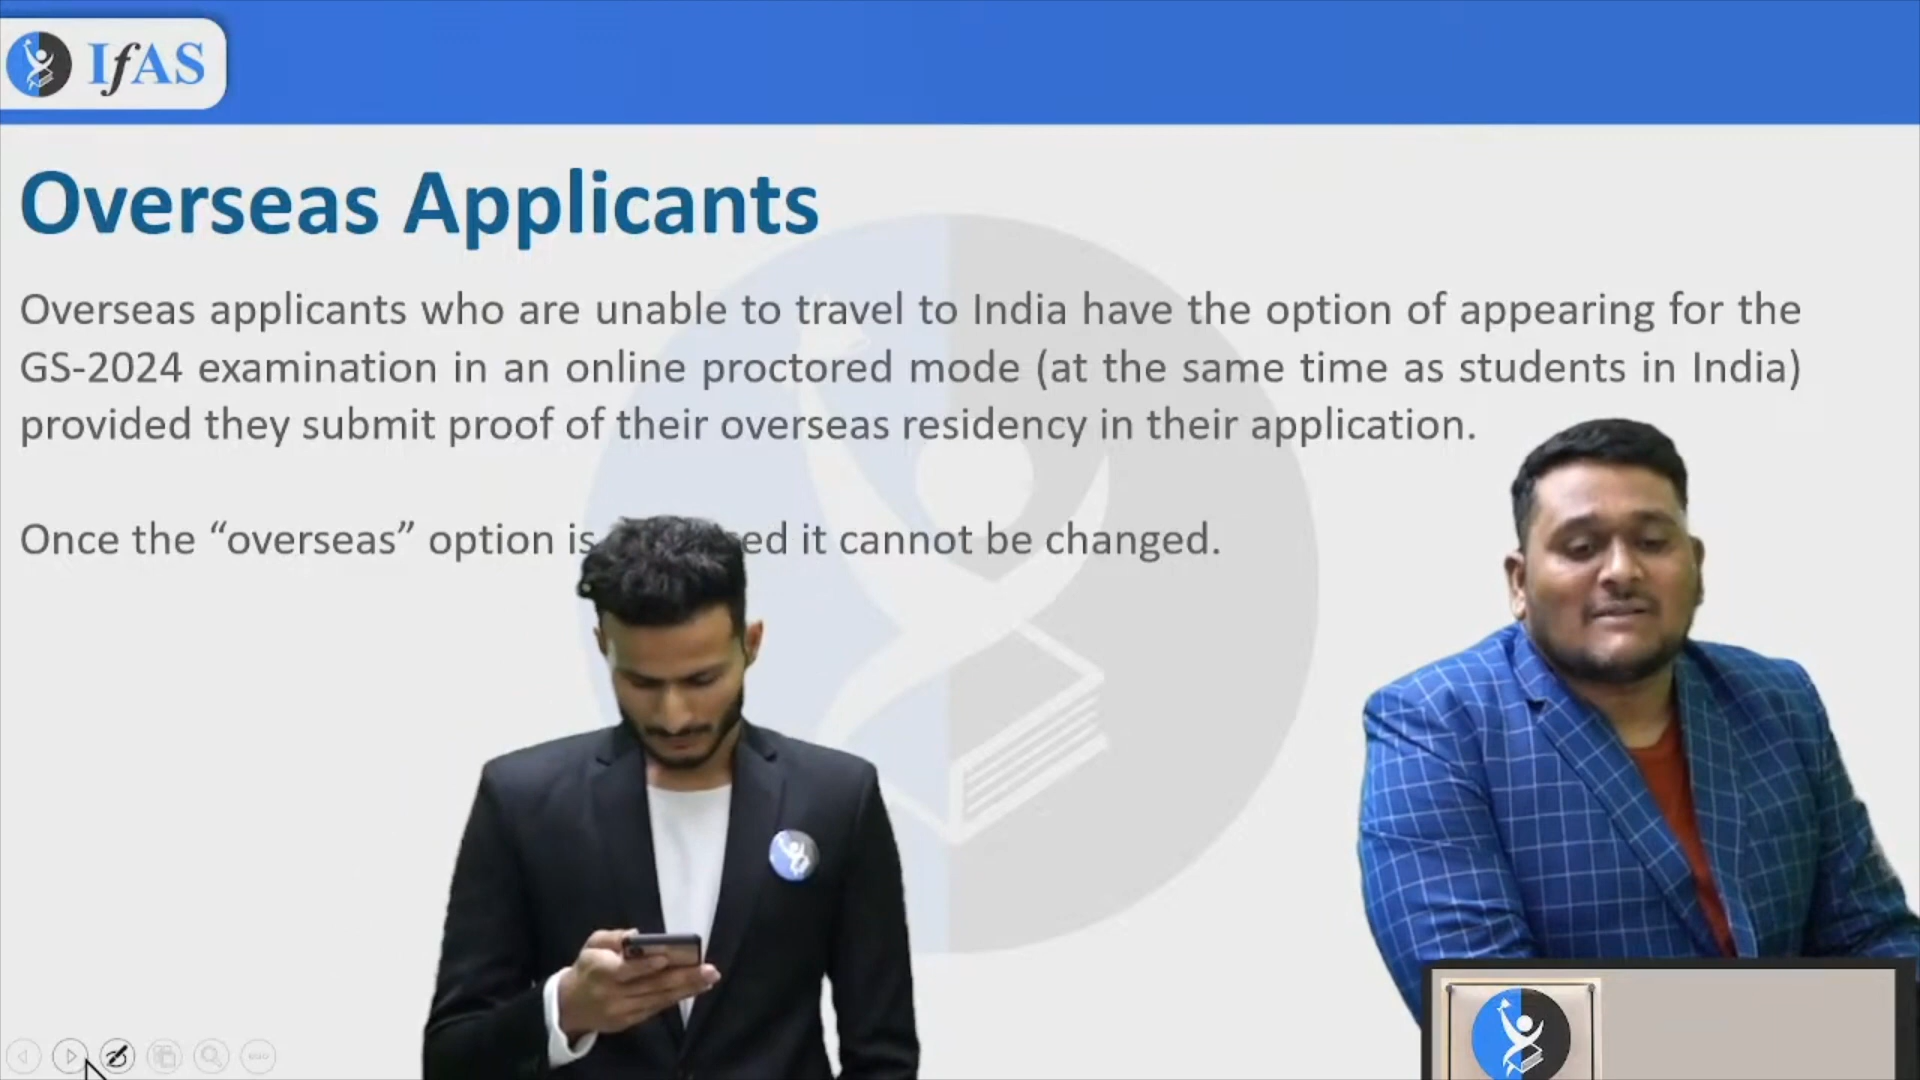 IfAS
Overseas Applicants
Overseas applicants who are unable to travel to India have the option of appearing for the
GS-2024 examination in an online proctored mode (at the same time as students in India)
provided they submit proof of their overseas residency in their application.
Once the “overseas” option is it cannot be changed.